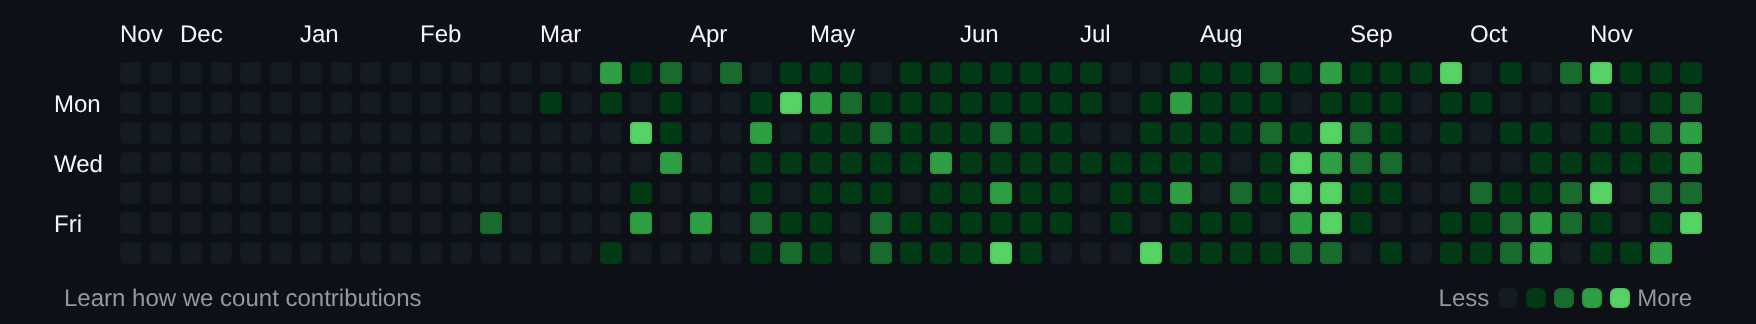 Nov Dec Jan Feb Mar Apr May Jun Jul Aug Sep Oct Nov
Mon
Wed
Fri
Learn how we count contributions Less More